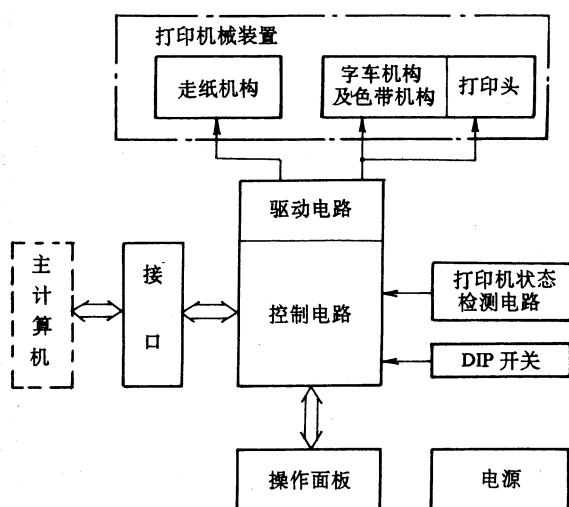 打印机械装置
走纸机构
字车机构
及色带机构
打印头
驱动电路
主计算机
接口
控制电路
打印机状态
检测电路
DIP 开关
操作面板
电源